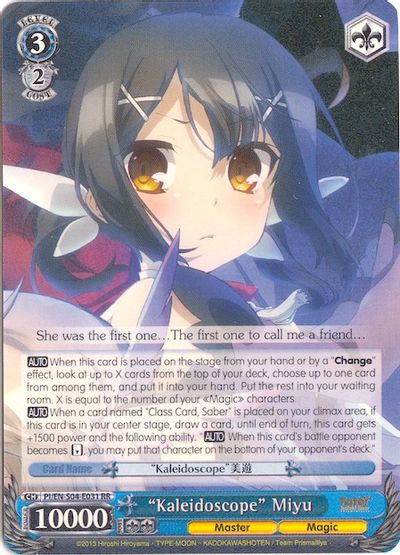 LEVEL
3
2
COST
She was the first one…The first one to call me a friend…
AUTO When this card is placed on the stage from your hand or by a "Change"
effect, look at up to X cards from the top of your deck, choose up to one card
from among them, and put it into your hand. Put the rest into your waiting
room. X is equal to the number of your «Magic» characters.
AUTO When a card named "Class Card, Saber" is placed on your climax area, if
this card is in your center stage, draw a card, until end of turn, this card gets
+1500 power and the following ability. "AUTO When this card's battle opponent
becomes [], you may put that character on the bottom of your opponent's deck."
Card Name
"Kaleidoscope"美遊
CH PI/EN-S04-E031 RR
POWER
10000
"Kaleidoscope" Miyu
Master
Magic
©2013 Hiroshi Hiroyama・TYPE-MOON・KADOKAWASHOTEN / Team Prismaillya